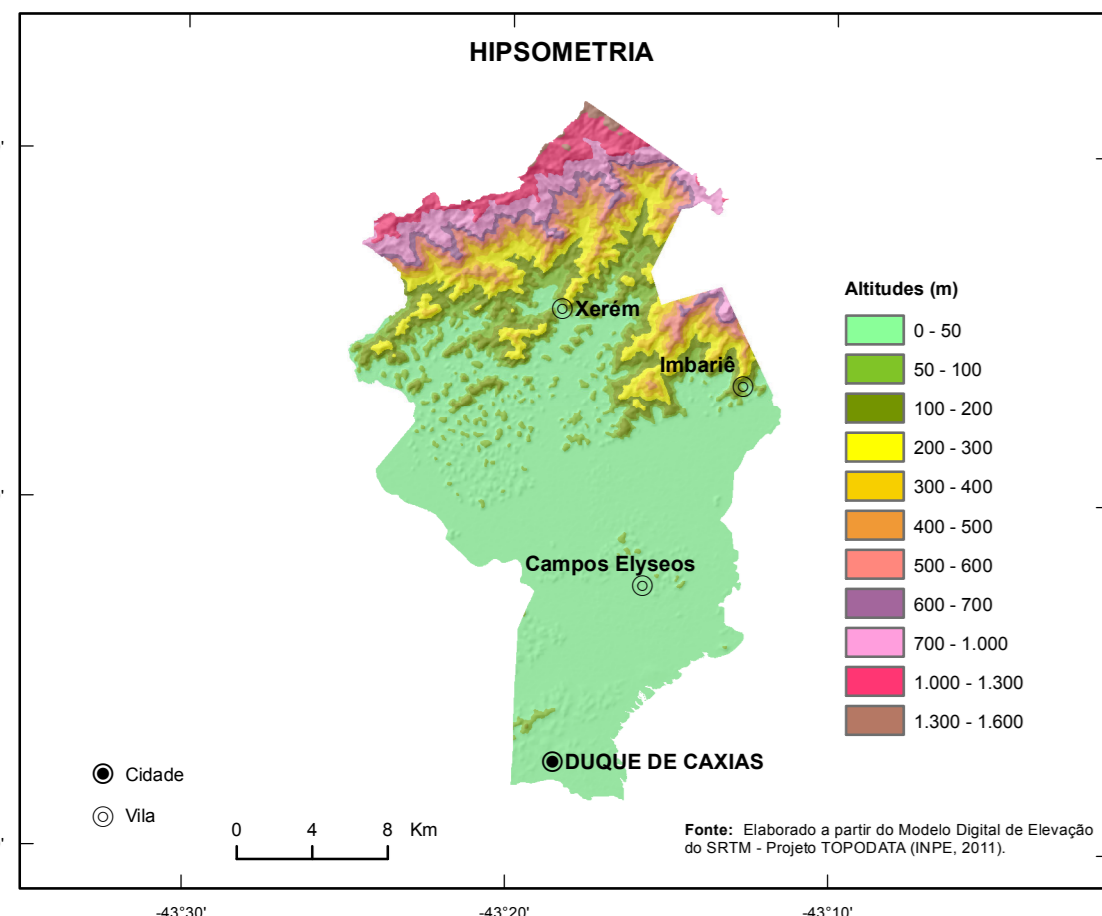 HIPSOMETRIA
Xerém
Imbariê
Campos Elyseos
DUQUE DE CAXIAS
Altitudes (m)
0 - 50
50 - 100
100 - 200
200 - 300
300 - 400
400 - 500
500 - 600
600 - 700
700 - 1.000
1.000 - 1.300
1.300 - 1.600
Cidade
Vila
0 4 8 Km
Fonte: Elaborado a partir do Modelo Digital de Elevação
do SRTM - Projeto TOPODATA (INPE, 2011).
-43°30' -43°20' -43°10'